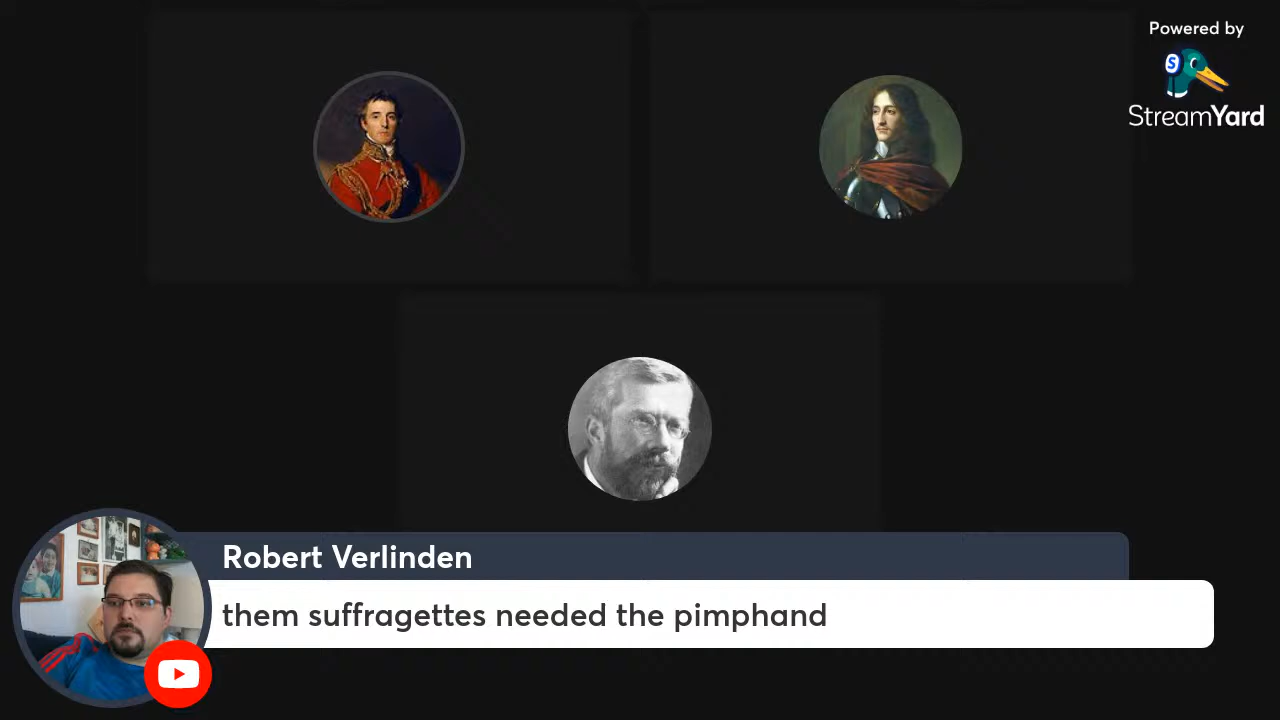 Powered by
StreamYard
Robert Verlinden
them suffragettes needed the pimphand